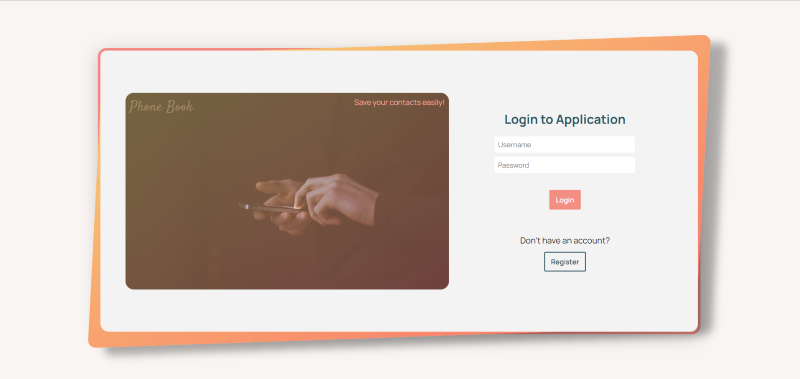 Phone Book
Save your contacts easily!
Login to Application
Username
Password
Login
Don't have an account?
Register